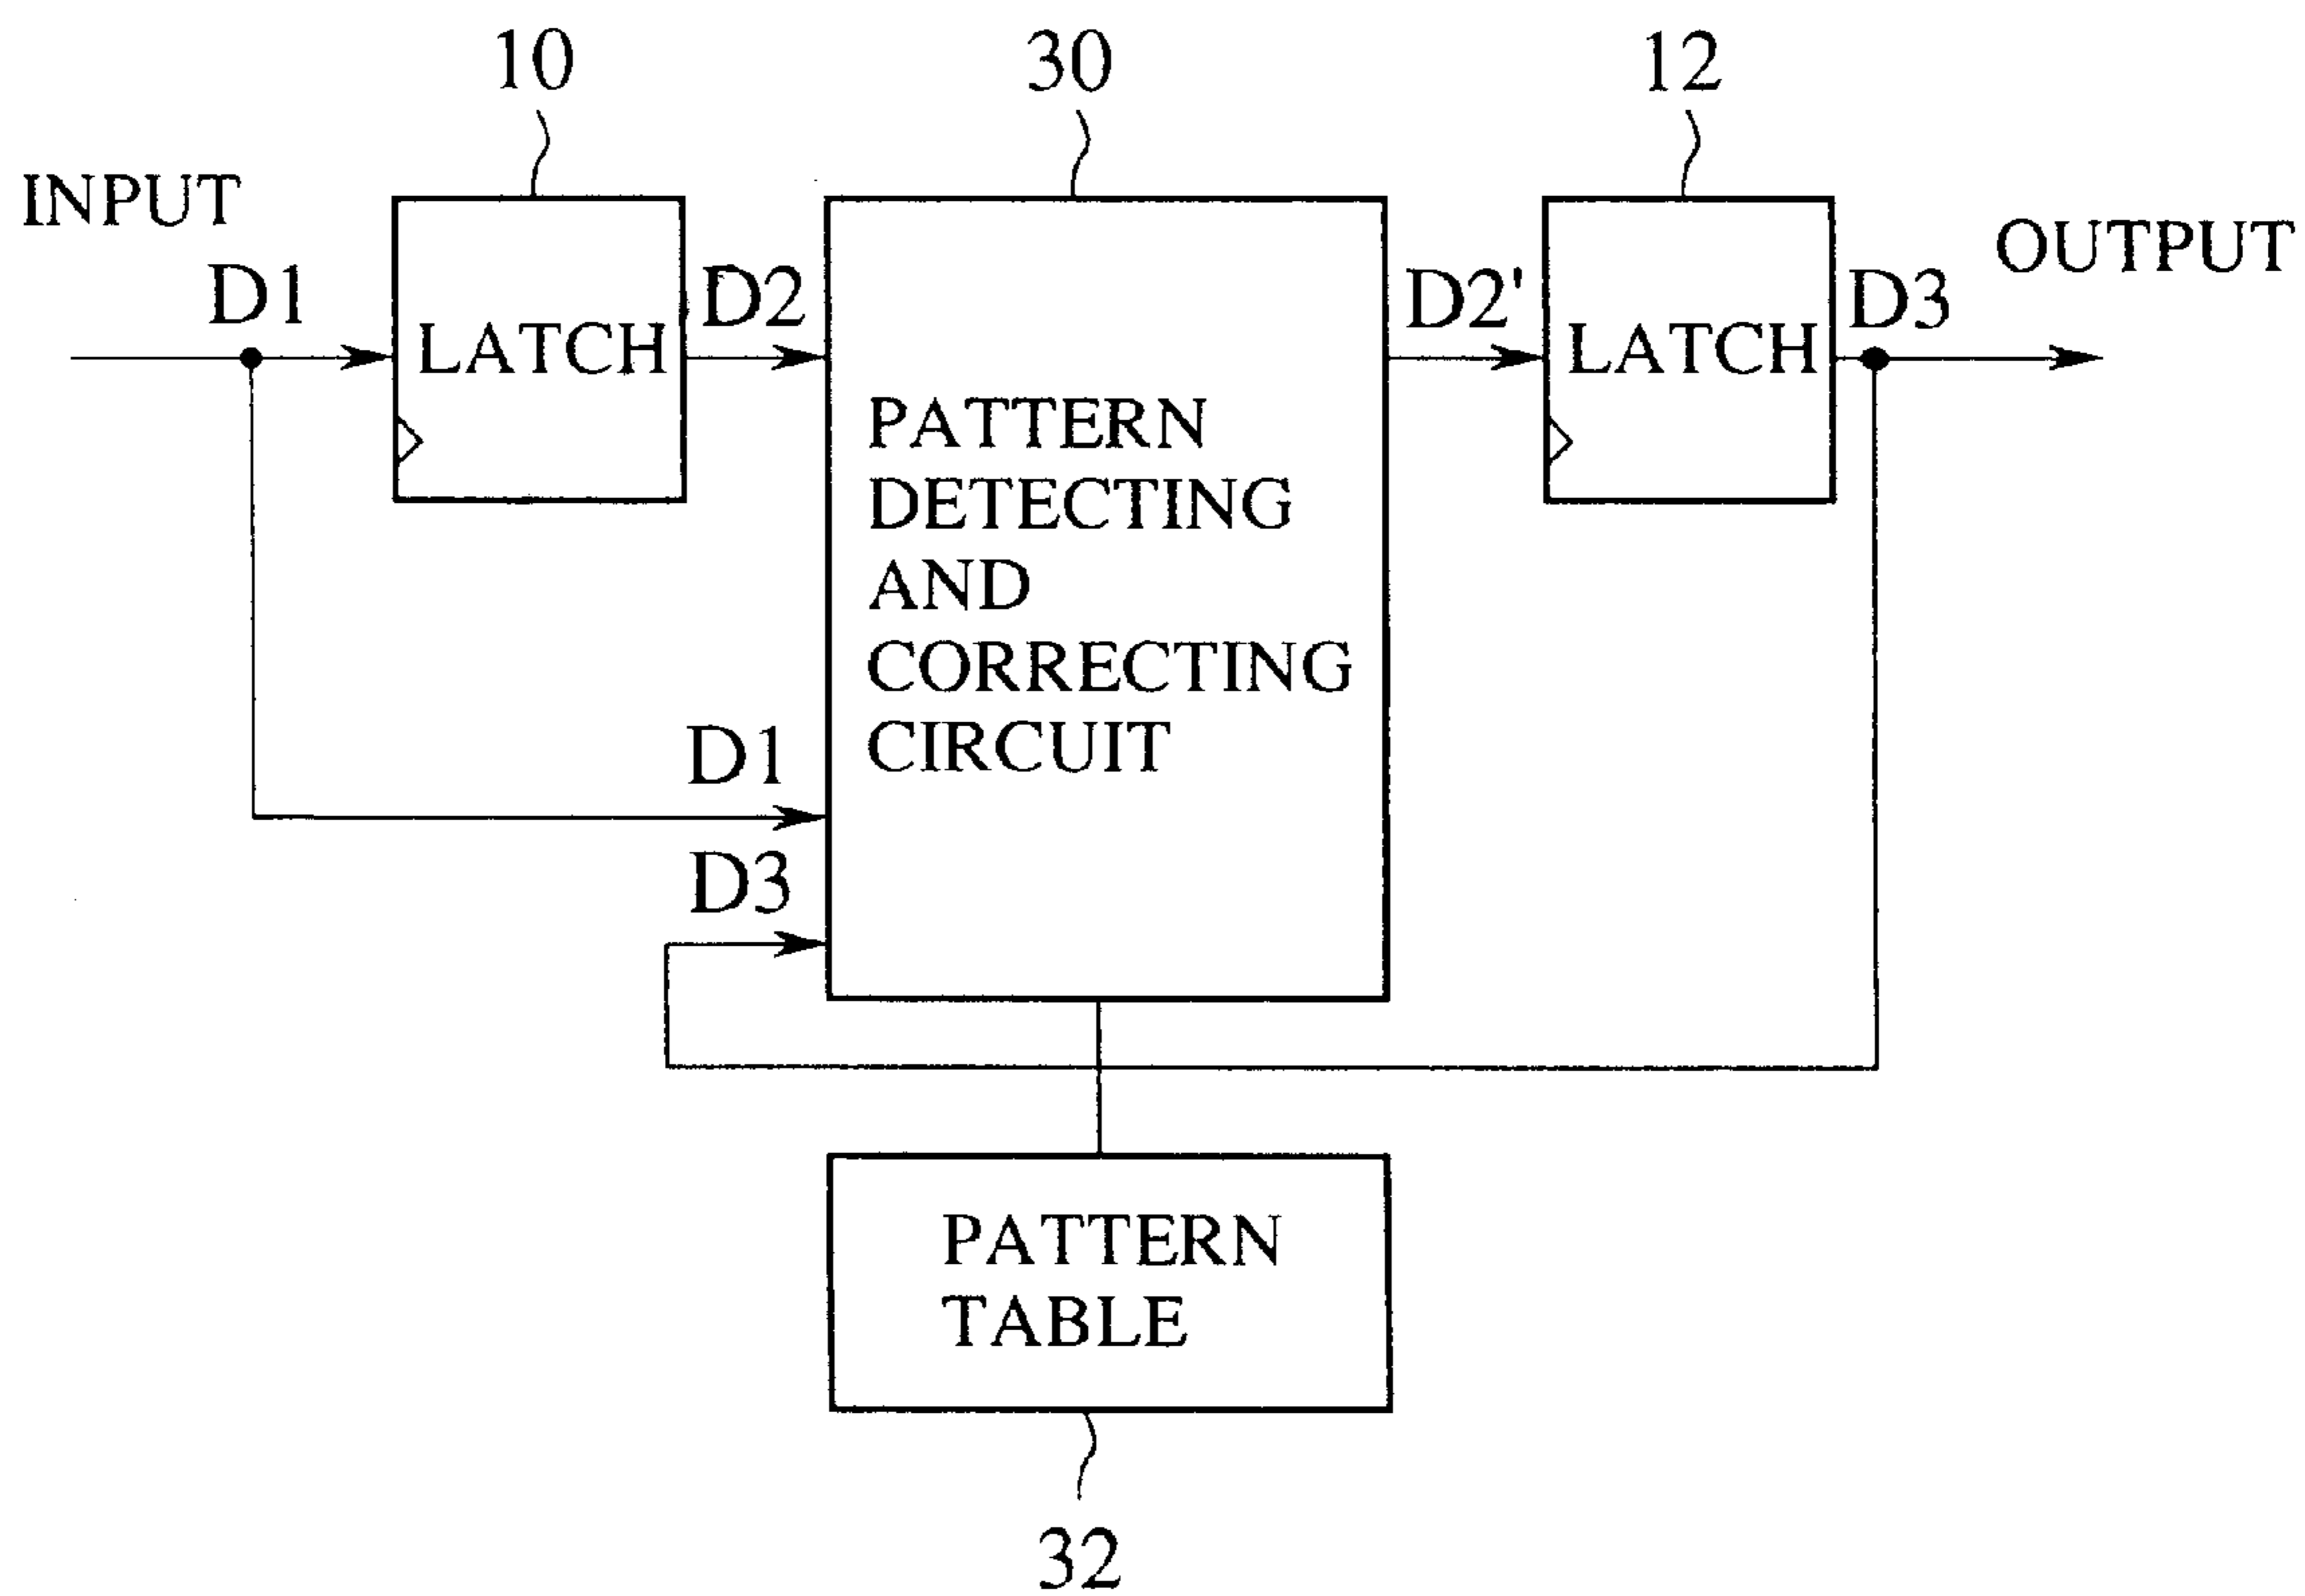 10
30
12
INPUT
OUTPUT
D1
D2
D2'
D3
LATCH
LATCH
PATTERN
DETECTING
AND
CORRECTING
CIRCUIT
D1
D3
PATTERN
TABLE
32